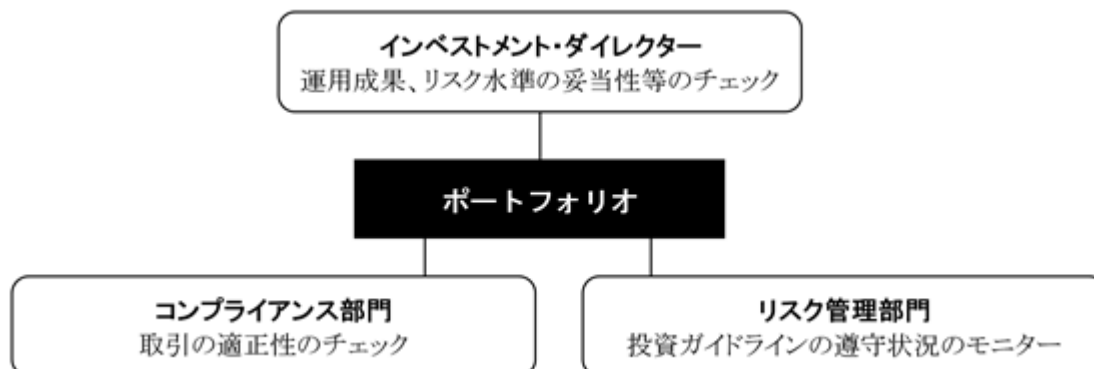 インベストメント・ダイレクター
運用成果、リスク水準の妥当性等のチェック
ポートフォリオ
コンプライアンス部門
取引の適正性のチェック
リスク管理部門
投資ガイドラインの遵守状況のモニター